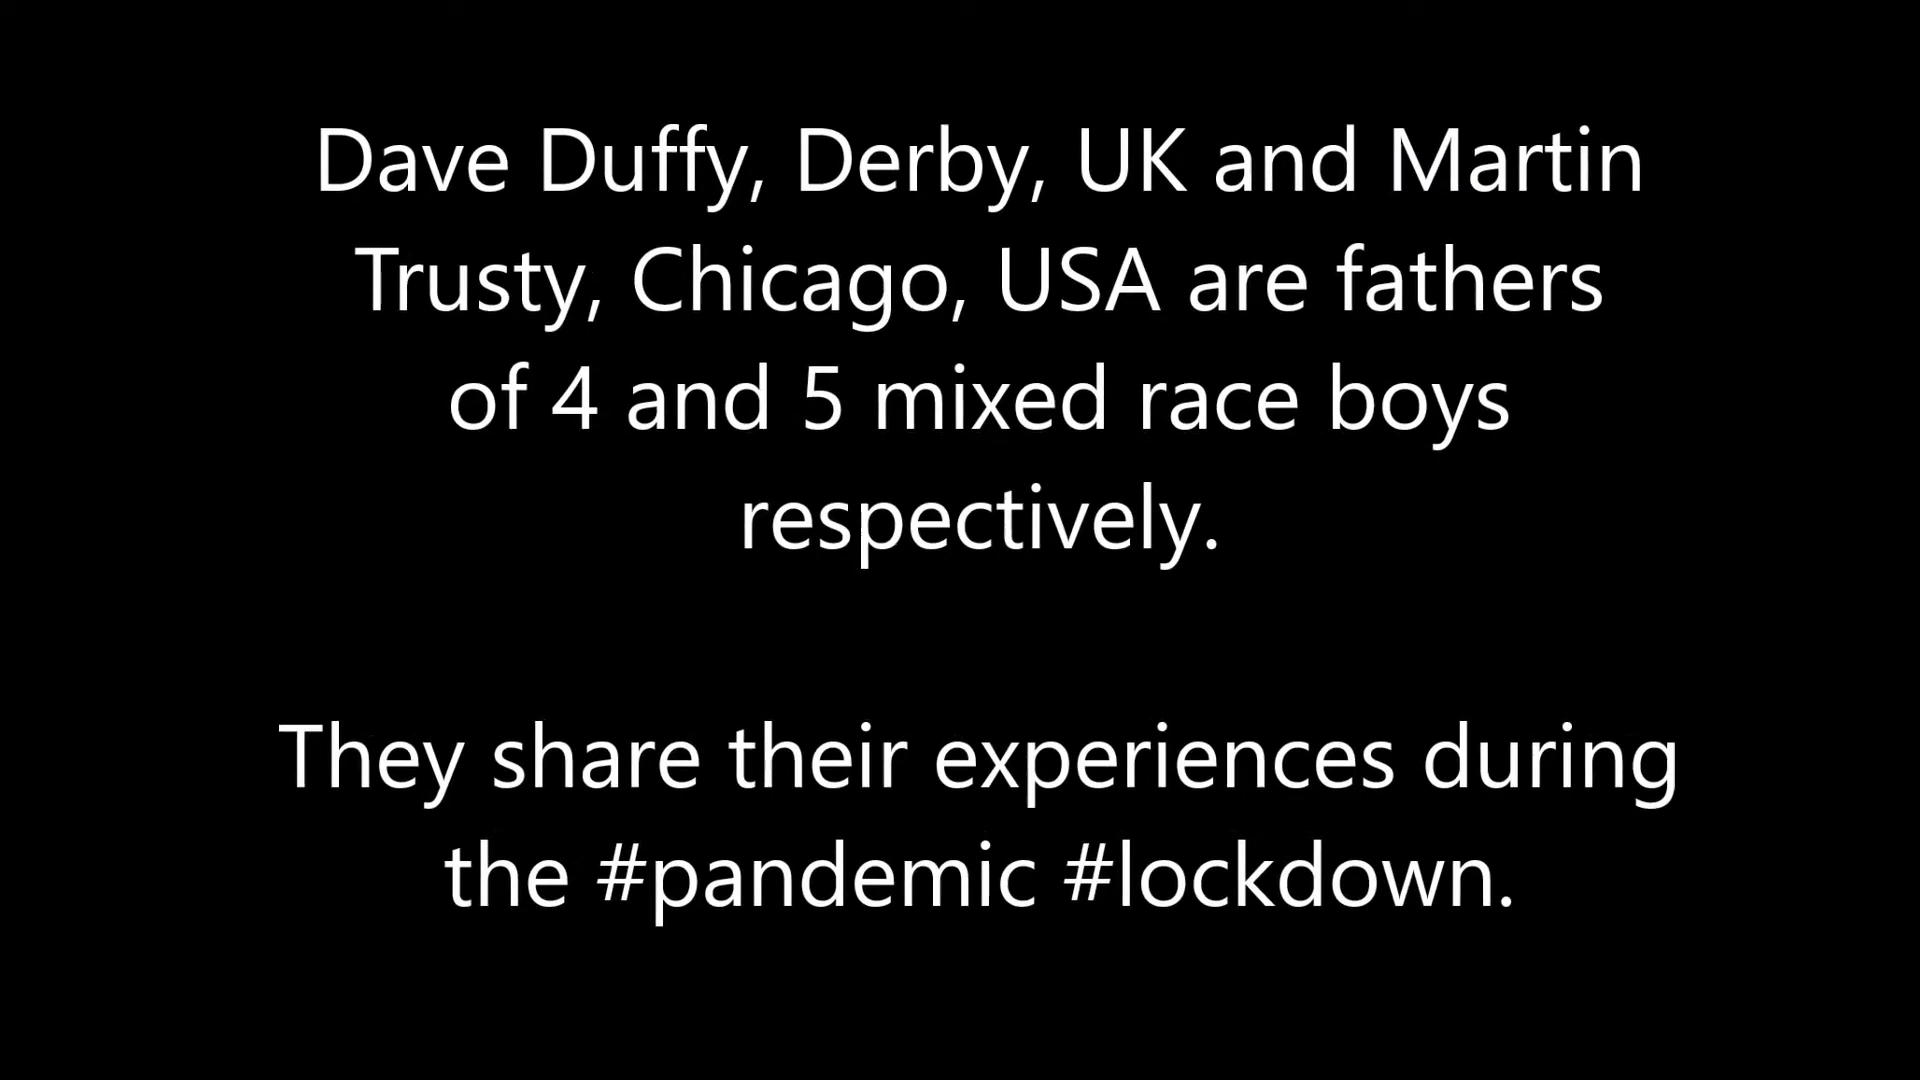 Dave Duffy, Derby, UK and Martin
Trusty, Chicago, USA are fathers
of 4 and 5 mixed race boys
respectively.
They share their experiences during
the #pandemic #lockdown.